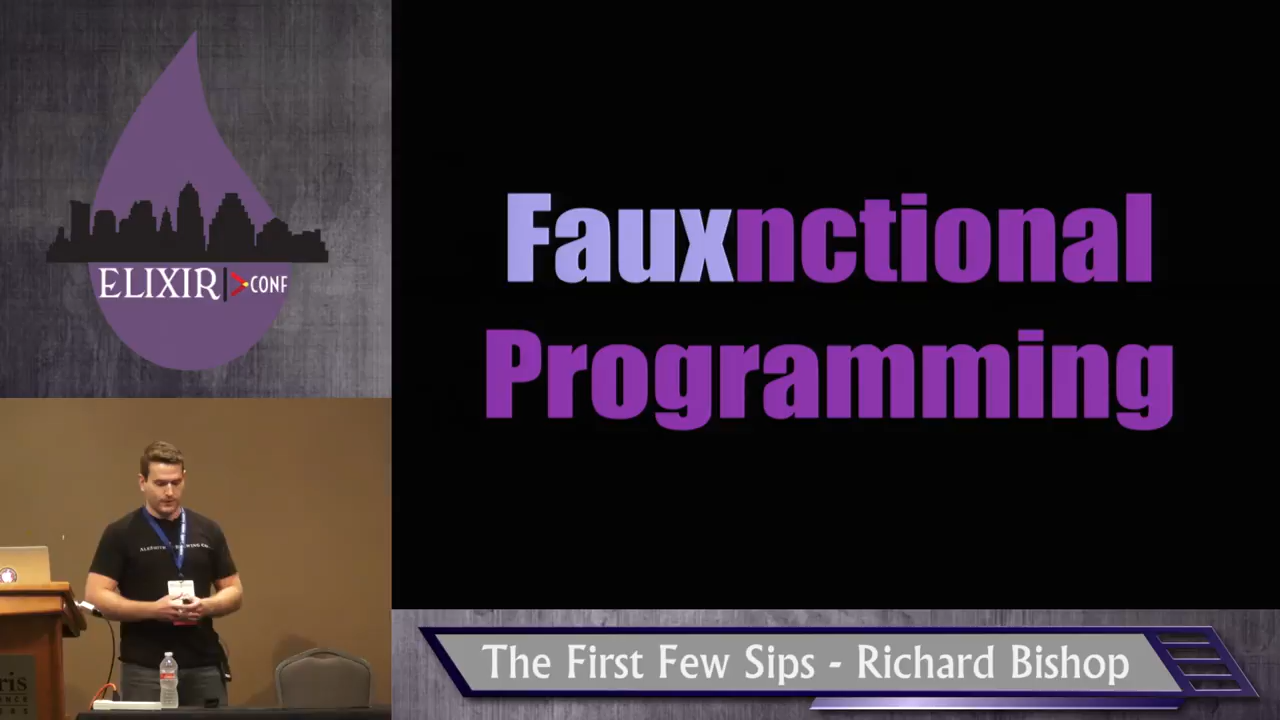 ELIXIR
CONF
Fauxnctional
Programming
The First Few Sips - Richard Bishop